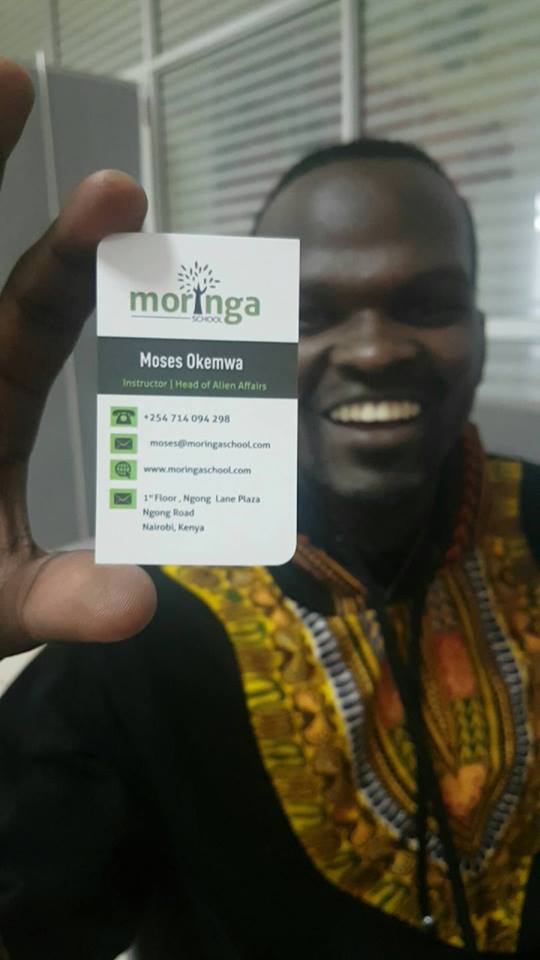 moringa
SCHOOL
Moses Okemwa
Instructor | Head of Alien Affairs
+254 714 094 298
moses@moringaschool.com
www.moringaschool.com
1st Floor, Ngong Lane Plaza
Ngong Road
Nairobi, Kenya